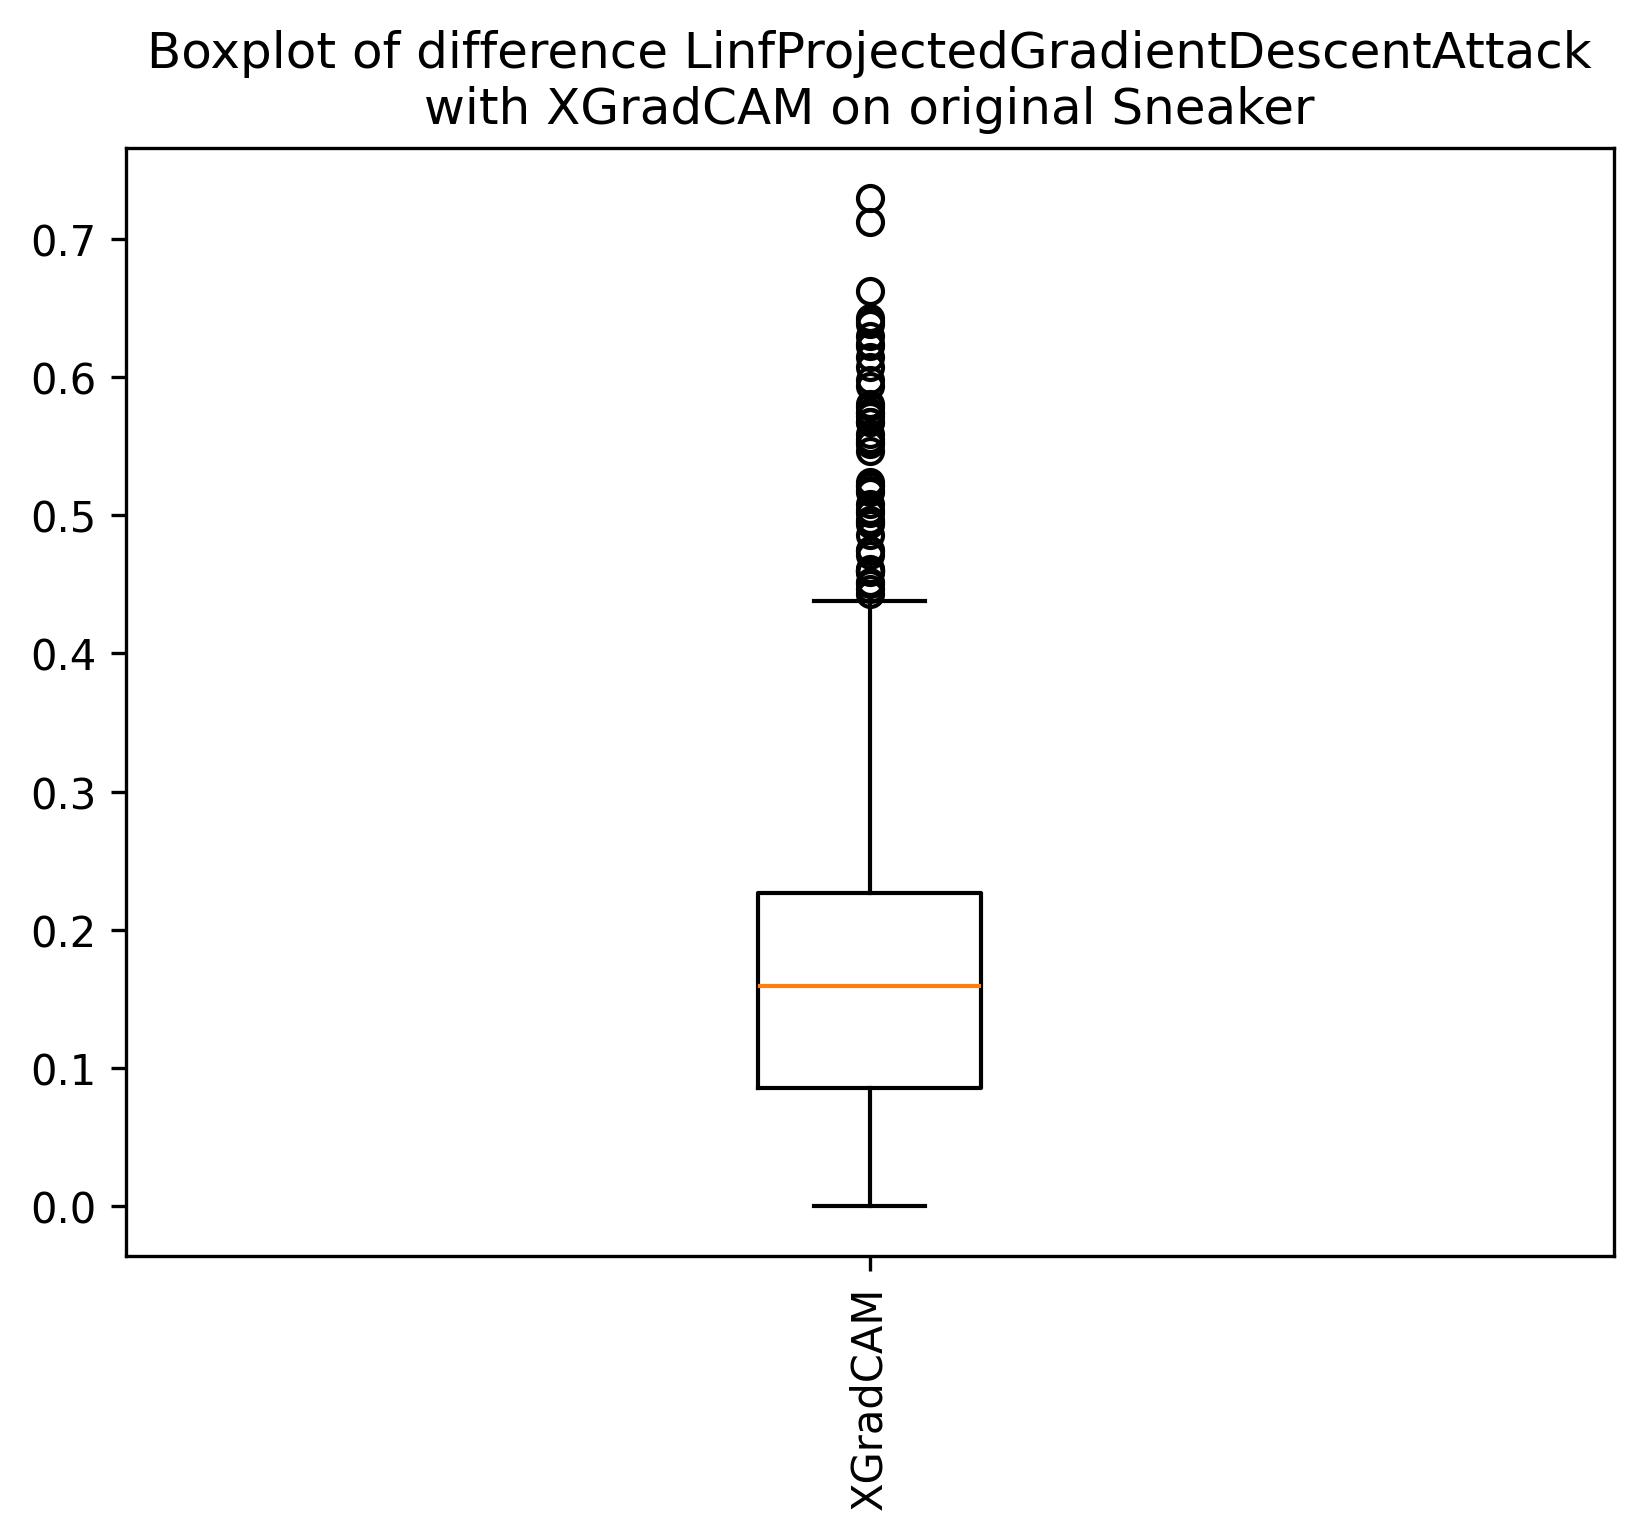 Boxplot of difference LinfProjectedGradientDescentAttack
with XGradCAM on original Sneaker
0.7
0.6
0.5
0.4
0.3
0.2
0.1
0.0
XGradCAM